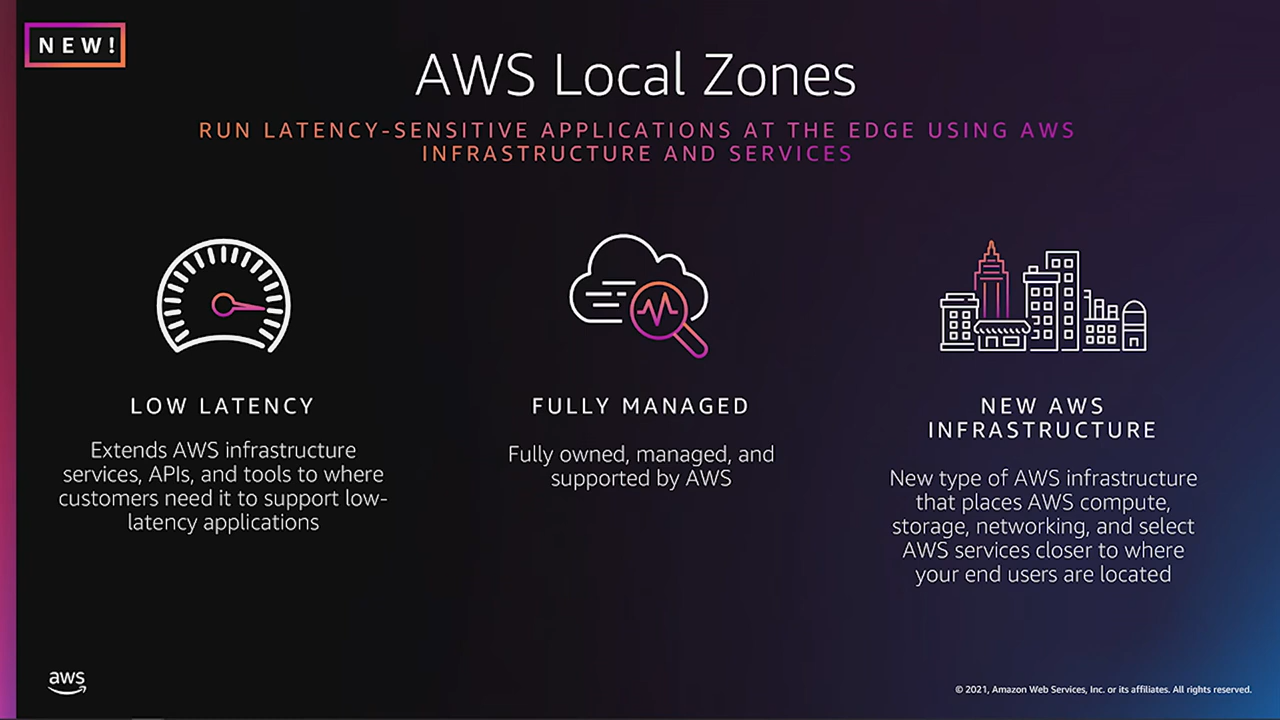 NEW!
AWS Local Zones
RUN LATENCY-SENSITIVE APPLICATIONS AT THE EDGE USING AWS
INFRASTRUCTURE AND SERVICES
LOW LATENCY
Extends AWS infrastructure
services, APIs, and tools to where
customers need it to support low-
latency applications
FULLY MANAGED
Fully owned, managed, and
supported by AWS
NEW AWS
INFRASTRUCTURE
New type of AWS infrastructure
that places AWS compute,
storage, networking, and select
AWS services closer to where
your end users are located
aws
© 2021, Amazon Web Services, Inc. or its affiliates. All rights reserved.